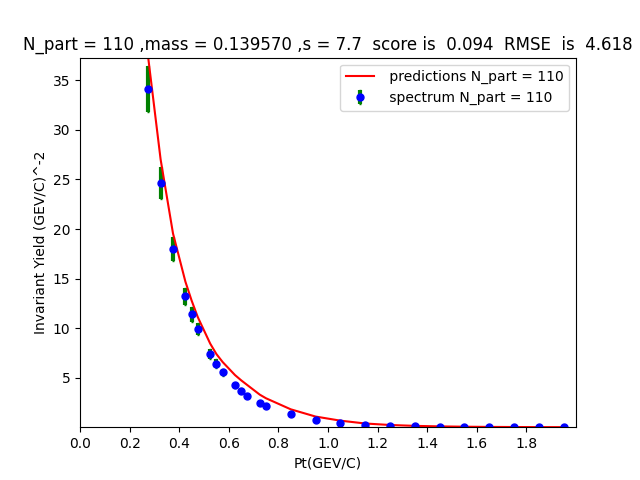 N_part = 110 ,mass = 0.139570 ,s = 7.7  score is  0.094  RMSE  is  4.618
predictions N_part = 110
spectrum N_part = 110
Invariant Yield (GEV/C)^-2
35
30
25
20
15
10
5
0.0 0.2 0.4 0.6 0.8 1.0 1.2 1.4 1.6 1.8
Pt(GEV/C)